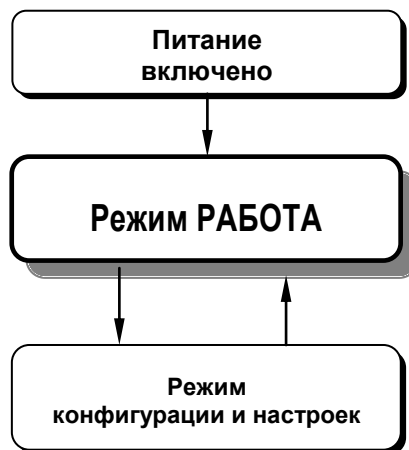 Питание
включено
Режим РАБОТА
Режим
конфигурации и настроек